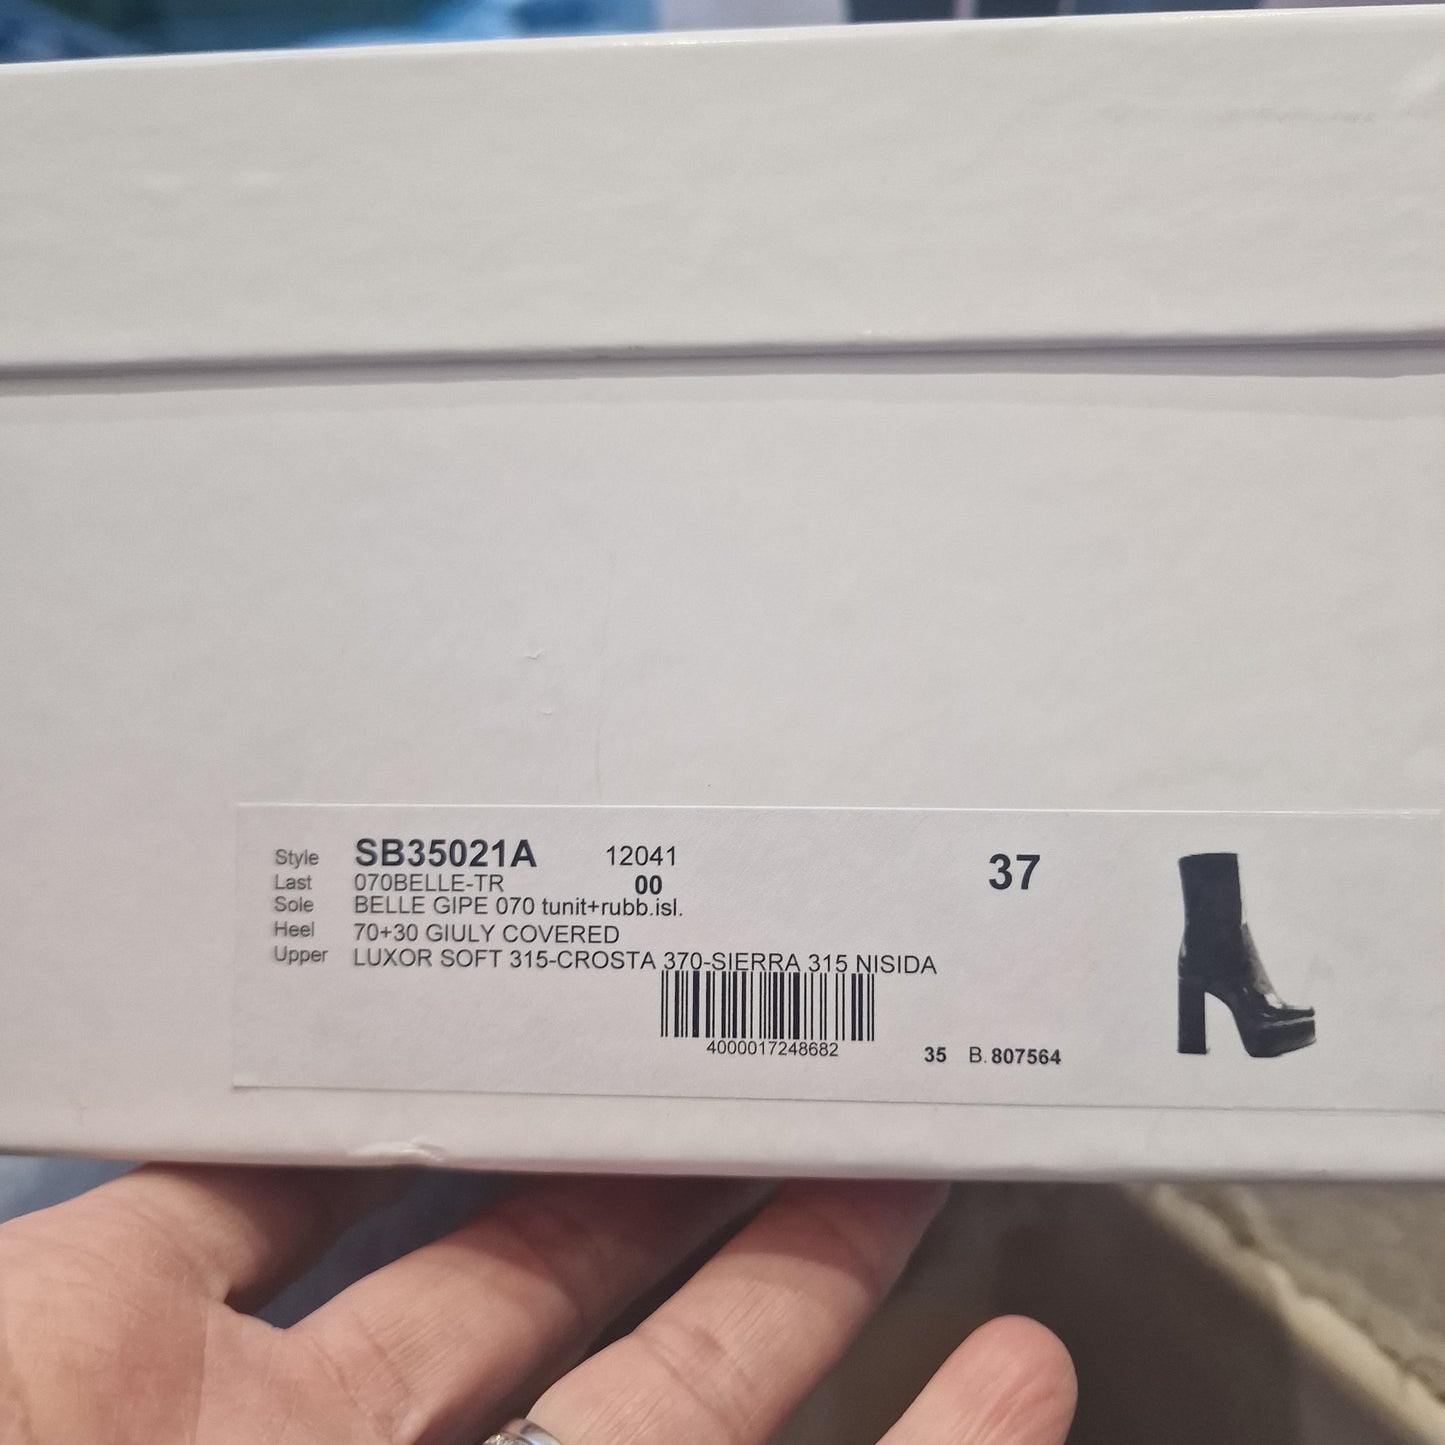 Style SB35021A 12041 37
Last 070BELLE-TR 00
Sole BELLE GIPE 070 tunit+rubb.isl.
Heel 70+30 GIULY COVERED
Upper LUXOR SOFT 315-CROSTA 370-SIERRA 315 NISIDA
4000017248682
35 B. 807564